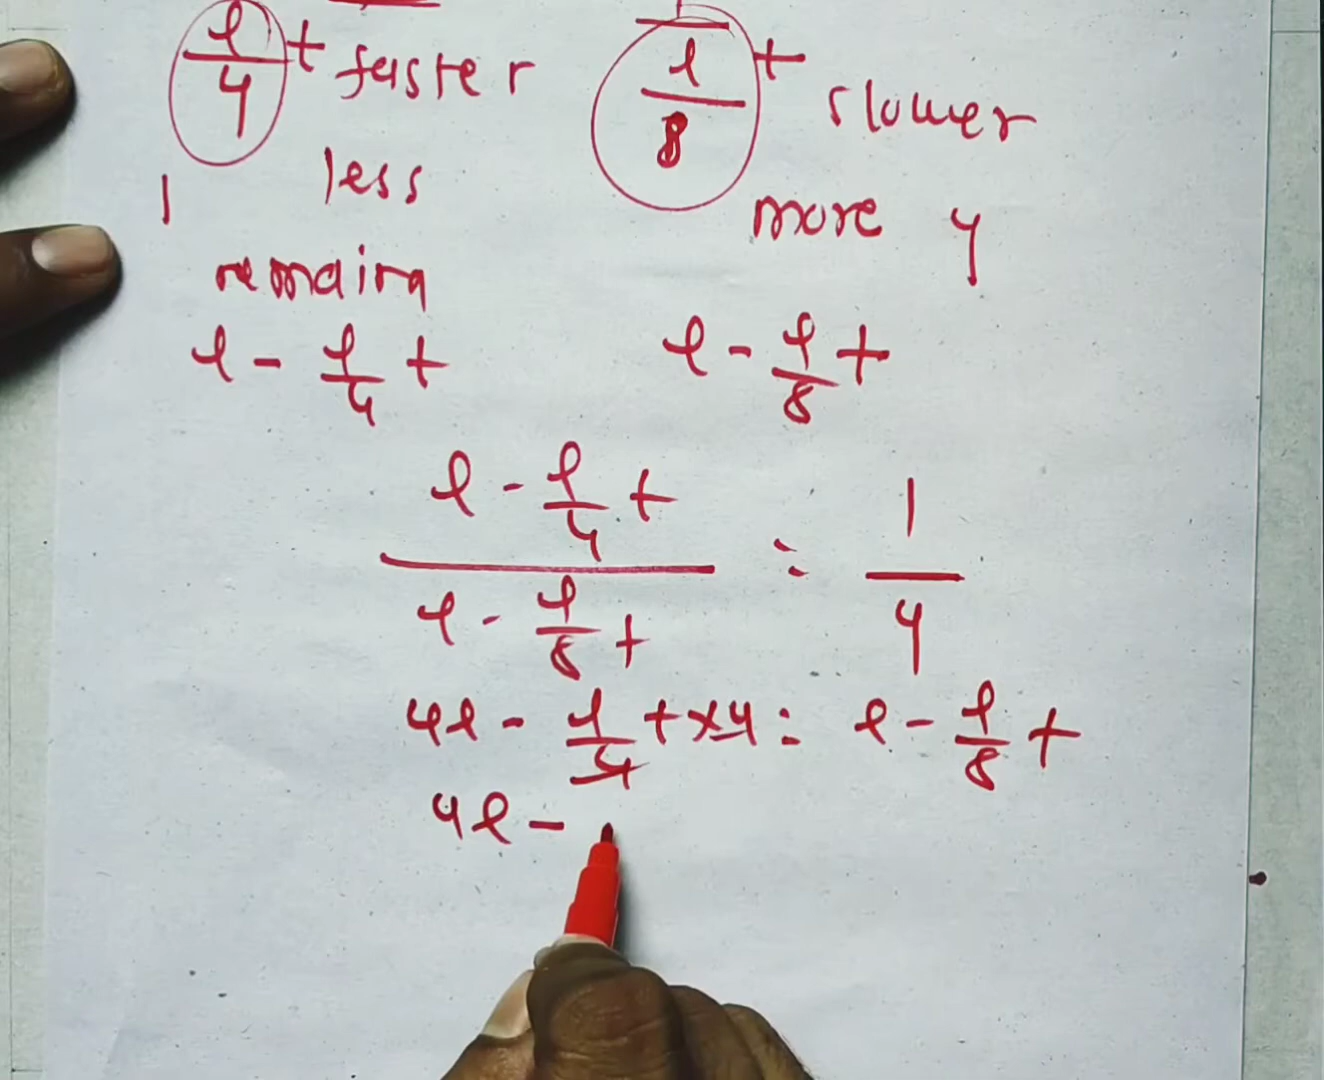 l/4 t faster l/8 t slower
1 less more 4
remaing
l - l/4 t l - l/8 t
(l - l/4 t) / (l - l/8 t) = 1/4
4l - l/4 t × 4 = l - l/8 t
4l -